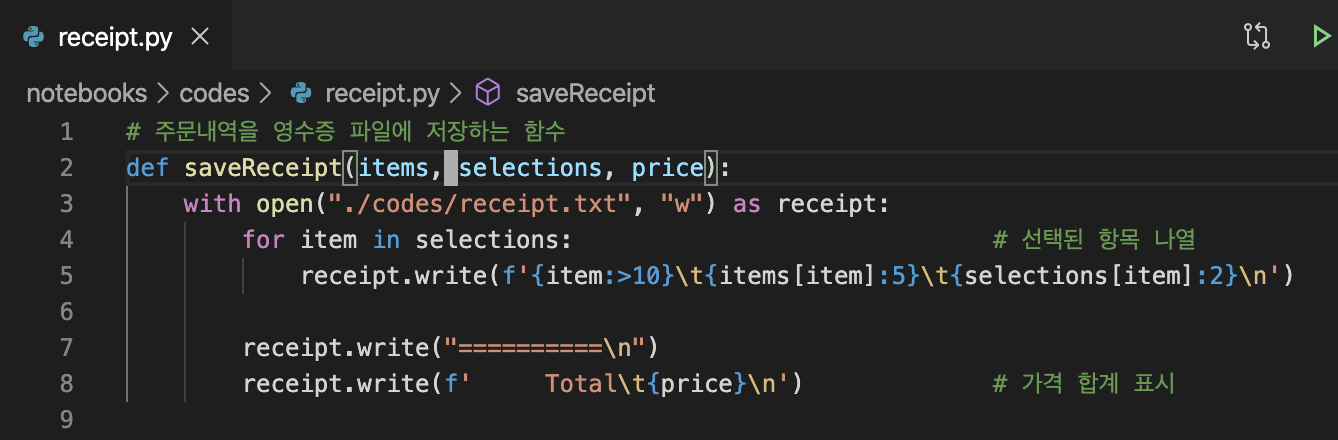 receipt.py
notebooks > codes > receipt.py > saveReceipt
1 # 주문내역을 영수증 파일에 저장하는 함수
2 def saveReceipt(items, selections, price):
3     with open("./codes/receipt.txt", "w") as receipt:
4         for item in selections:                             # 선택된 항목 나열
5             receipt.write(f'{item:>10}\t{items[item]:5}\t{selections[item]:2}\n')
6
7         receipt.write("==========\n")
8         receipt.write(f'     Total\t{price}\n')             # 가격 합계 표시
9